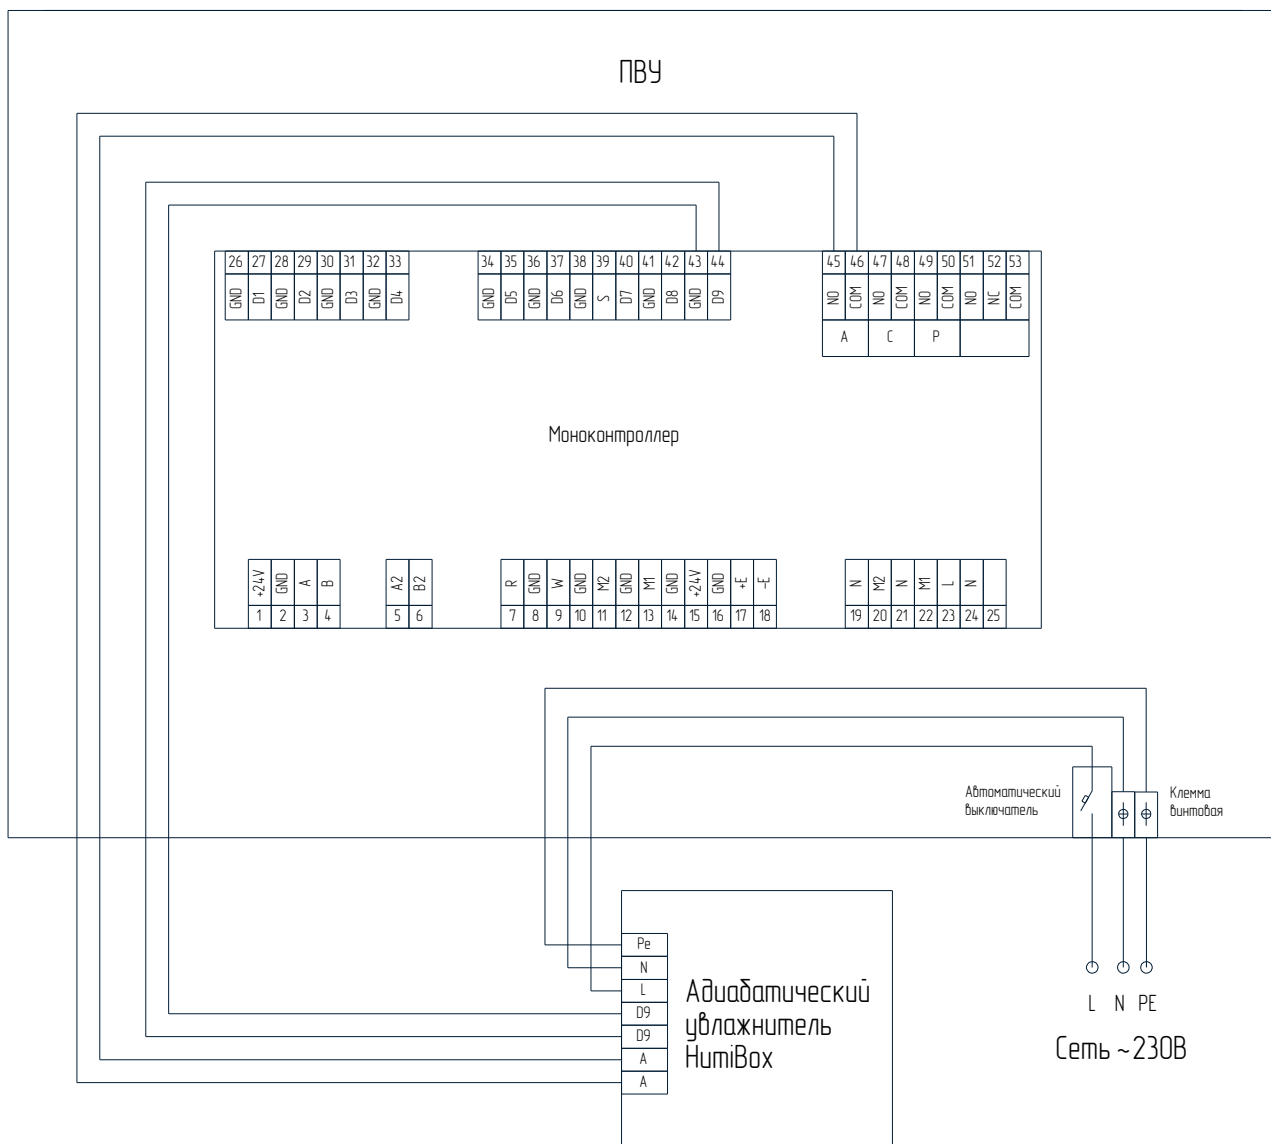 ПВУ
26 27 28 29 30 31 32 33
GND D1 GND D2 GND D3 GND D4
34 35 36 37 38 39 40 41 42 43 44
GND D5 GND D6 GND S D7 GND D8 GND D9
45 46 47 48 49 50 51 52 53
NO COM NO COM NO COM NO NC COM
A C P
Моноконтроллер
+24V GND A B
1 2 3 4
A2 B2
5 6
R GND W GND M2 GND M1 GND +24V GND +E -E
7 8 9 10 11 12 13 14 15 16 17 18
N M2 N M1 L N
19 20 21 22 23 24 25
Автоматический
выключатель
Клемма
винтовая
Pe
N
L
D9
D9
A
A
Адиабатический
увлажнитель
HumiBox
L N PE
Сеть ~230В